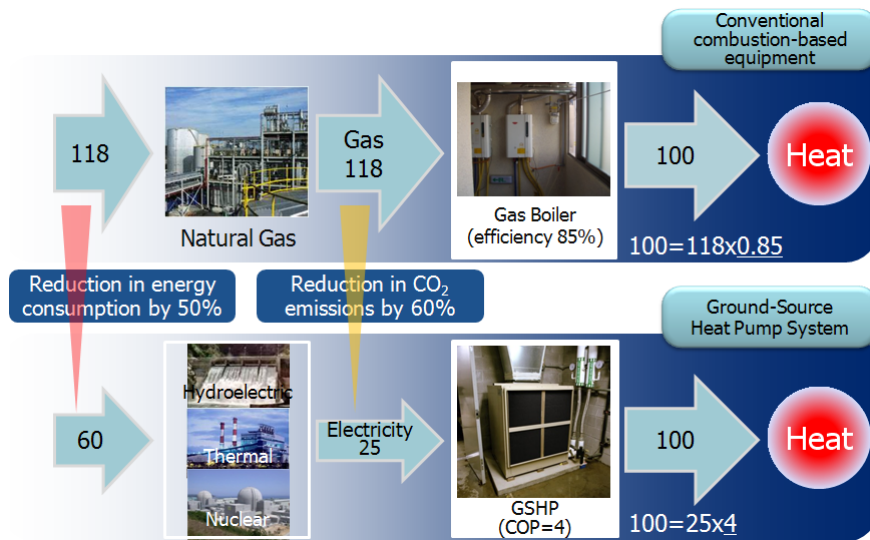 Conventional
combustion-based
equipment
118
Gas
118
100
Heat
Natural Gas
Gas Boiler
(efficiency 85%)
100=118x0.85
Reduction in energy
consumption by 50%
Reduction in CO₂
emissions by 60%
Ground-Source
Heat Pump System
60
Hydroelectric
Thermal
Nuclear
Electricity
25
100
Heat
GSHP
(COP=4)
100=25x4